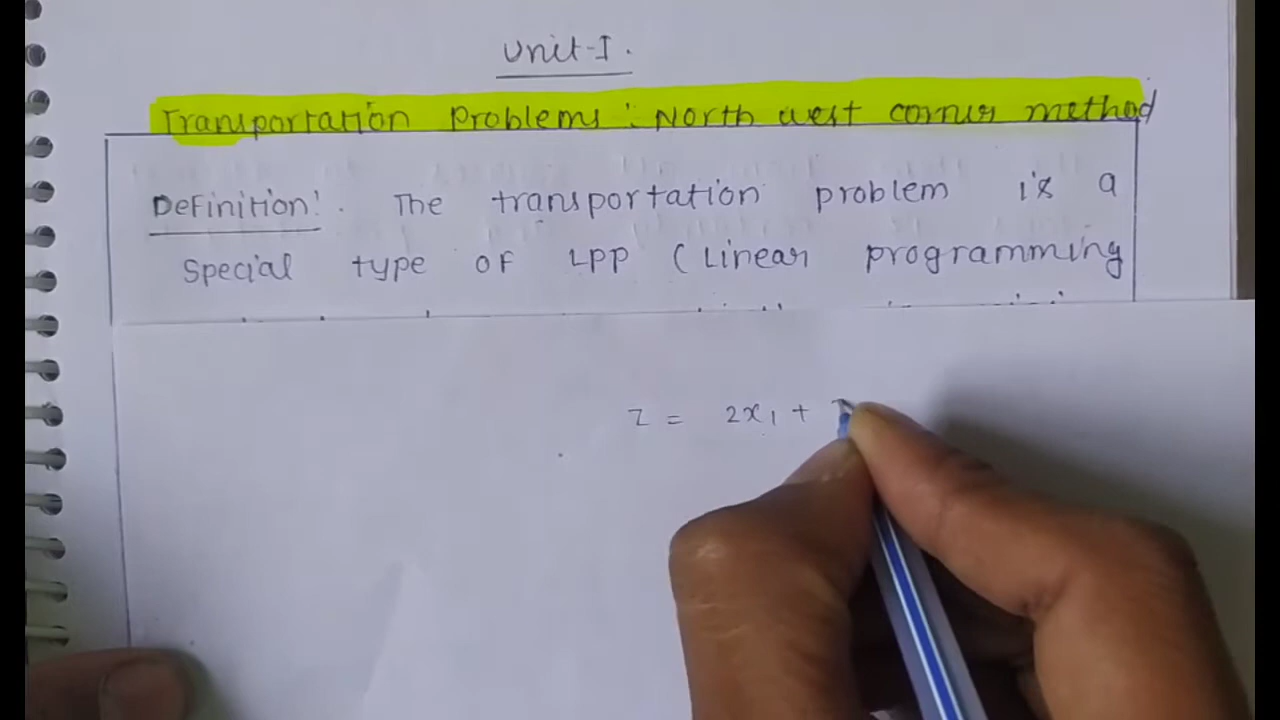 Unit-I.
Transportation Problems: North west corner method
Definition: The transportation problem is a
special type of LPP (Linear programming
Z = 2x₁ +